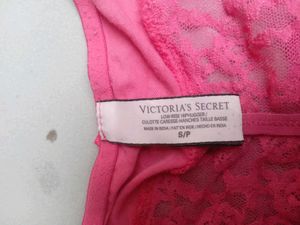 VICTORIA'S SECRET
LOW-RISE HIPHUGGER /
CULOTTE CARESSE-HANCHES TAILLE BASSE
MADE IN INDIA / FAIT EN INDE / HECHO EN INDIA
S/P